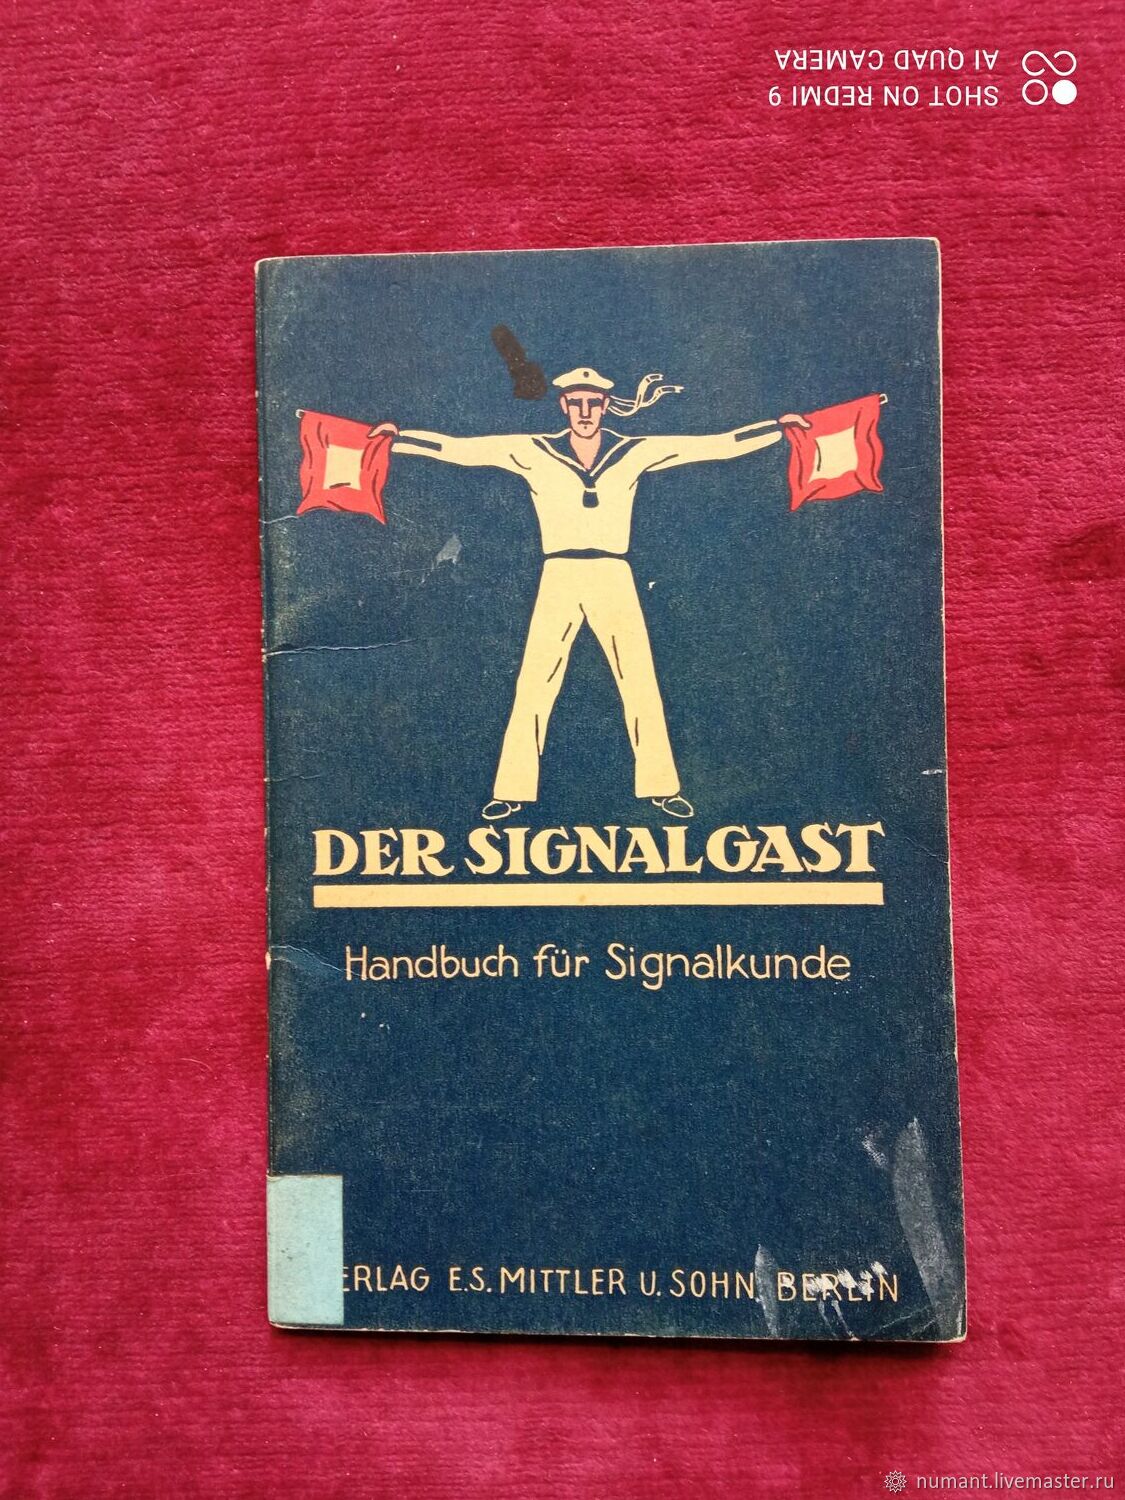 SHOT ON REDMI 9
AI QUAD CAMERA
DER SIGNALGAST
Handbuch für Signalkunde
ERLAG E.S. MITTLER U. SOHN, BERLIN
numant.livemaster.ru